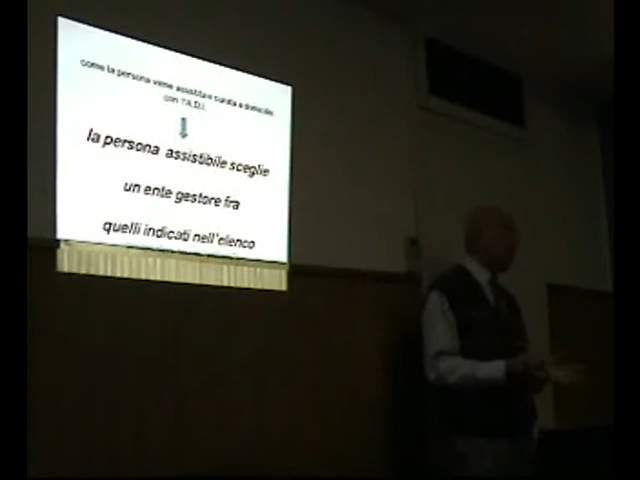 come la persona viene assistita e curata a domicilio
con l'A.D.I.
la persona assistibile sceglie
un ente gestore fra
quelli indicati nell'elenco